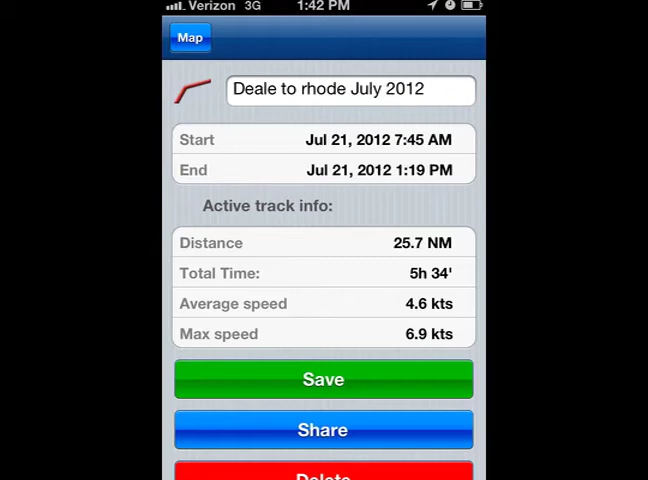 Verizon 3G 1:42 PM
Map
Deale to rhode July 2012
Start Jul 21, 2012 7:45 AM
End Jul 21, 2012 1:19 PM
Active track info:
Distance 25.7 NM
Total Time: 5h 34'
Average speed 4.6 kts
Max speed 6.9 kts
Save
Share
Delete